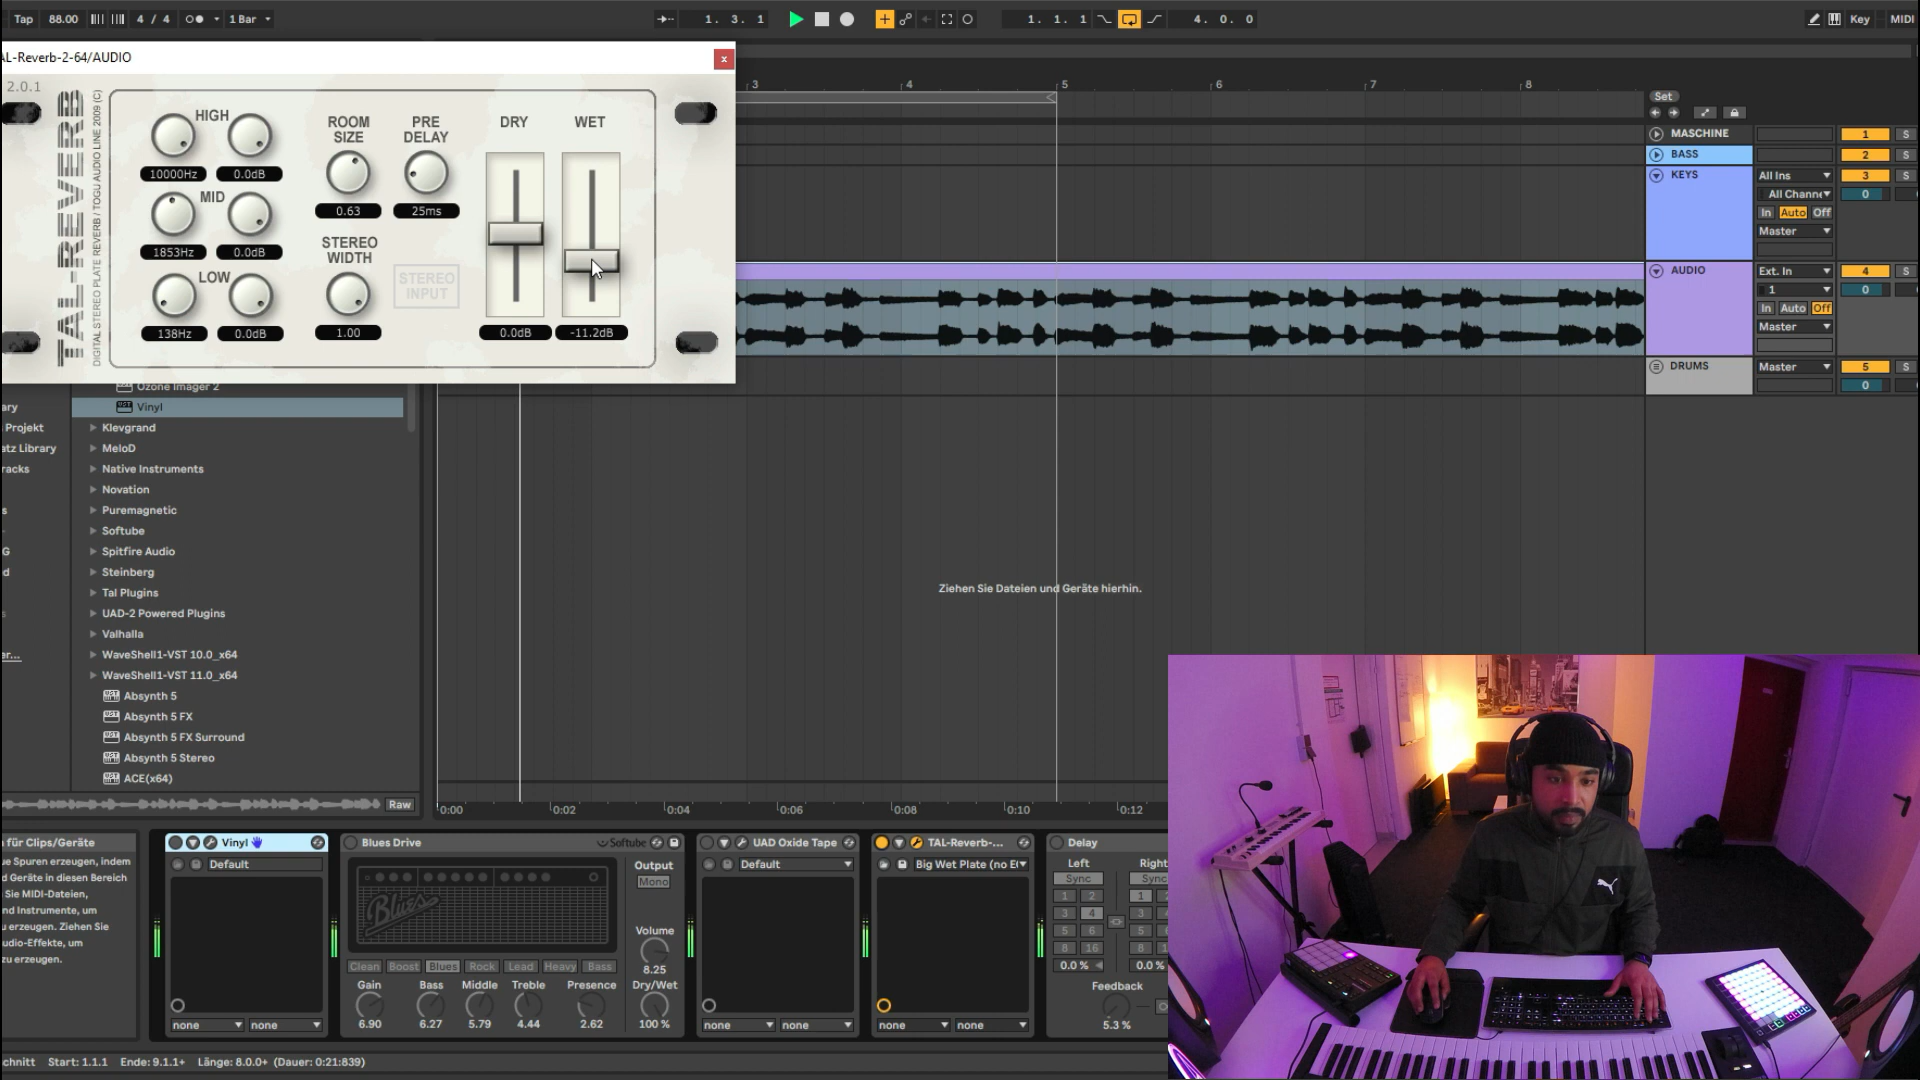 Tap 88.00 4 / 4 1 Bar 1. 3. 1 1. 1. 1 4. 0. 0 Key MIDI
AL-Reverb-2-64/AUDIO x
2.0.1
TAL-REVERB
DIGITAL STEREO PLATE REVERB / TOGU AUDIO LINE 2009 (C)
HIGH
10000Hz 0.0dB
MID
1853Hz 0.0dB
LOW
138Hz 0.0dB
ROOM
SIZE
0.63
PRE
DELAY
25ms
STEREO
WIDTH
1.00
STEREO
INPUT
DRY
0.0dB
WET
-11.2dB
3 4 5 6 7 8
Set
MASCHINE 1 S
BASS 2 S
KEYS All Ins 3 S
All Channe 0
In Auto Off
Master
AUDIO Ext. In 4 S
1 0
In Auto Off
Master
DRUMS Master 5 S
0
Ozone Imager 2
Vinyl
Klevgrand
MeloD
Native Instruments
Novation
Puremagnetic
Softube
Spitfire Audio
Steinberg
Tal Plugins
UAD-2 Powered Plugins
Valhalla
WaveShell1-VST 10.0_x64
WaveShell1-VST 11.0_x64
Absynth 5
Absynth 5 FX
Absynth 5 FX Surround
Absynth 5 Stereo
ACE(x64)
ary
Projekt
atz Library
racks
s
G
d
s
er...
Raw
Ziehen Sie Dateien und Geräte hierhin.
0:00 0:02 0:04 0:06 0:08 0:10 0:12
für Clips/Geräte
ue Spuren erzeugen, indem
d Geräte in diesen Bereich
Sie MIDI-Dateien,
nd Instrumente, um
u erzeugen. Ziehen Sie
udio-Effekte, um
zu erzeugen.
Vinyl
Default
none none
Blues Drive Softube
Blues
Clean Boost Blues Rock Lead Heavy Bass
Gain Bass Middle Treble Presence
6.90 6.27 5.79 4.44 2.62
Output
Mono
Volume
8.25
Dry/Wet
100 %
UAD Oxide Tape
Default
none none
TAL-Reverb-...
Big Wet Plate (no E(
none none
Delay
Left Right
Sync Sync
1 2 1 2
3 4 3
5 6 5
8 16 8
0.0 % 0.0 %
Feedback
5.3 %
chnitt Start: 1.1.1 Ende: 9.1.1+ Länge: 8.0.0+ (Dauer: 0:21:839)